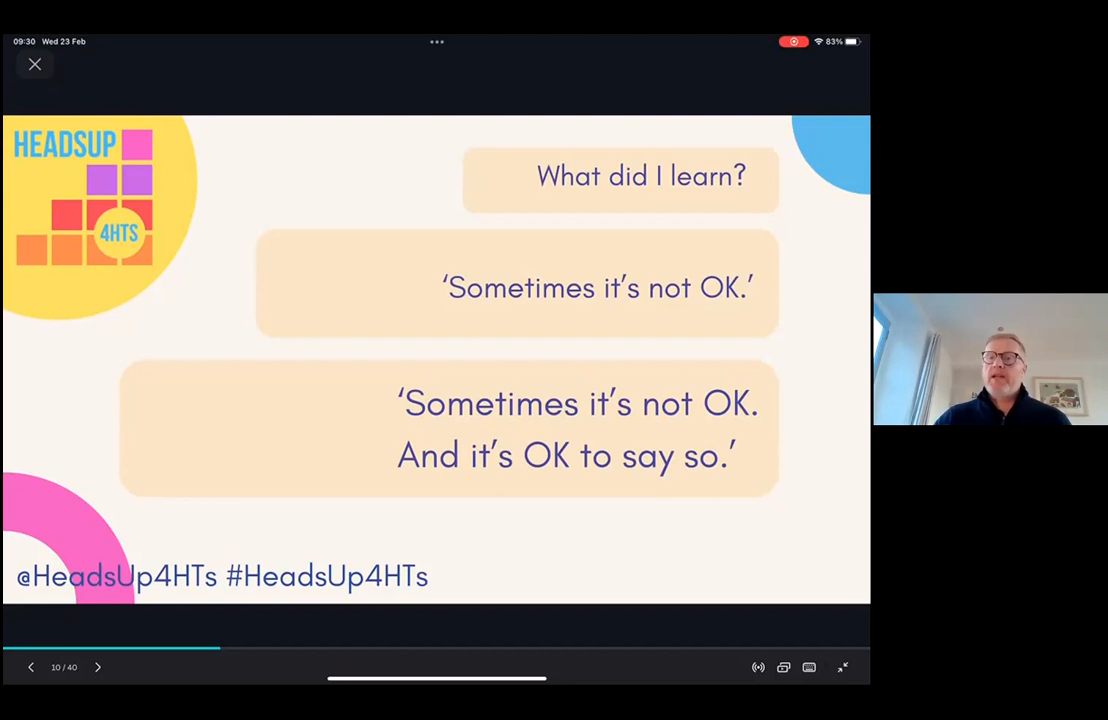 09:30 Wed 23 Feb
83%
HEADSUP
4HTS
What did I learn?
‘Sometimes it’s not OK.’
‘Sometimes it’s not OK.
And it’s OK to say so.’
@HeadsUp4HTs #HeadsUp4HTs
10 / 40